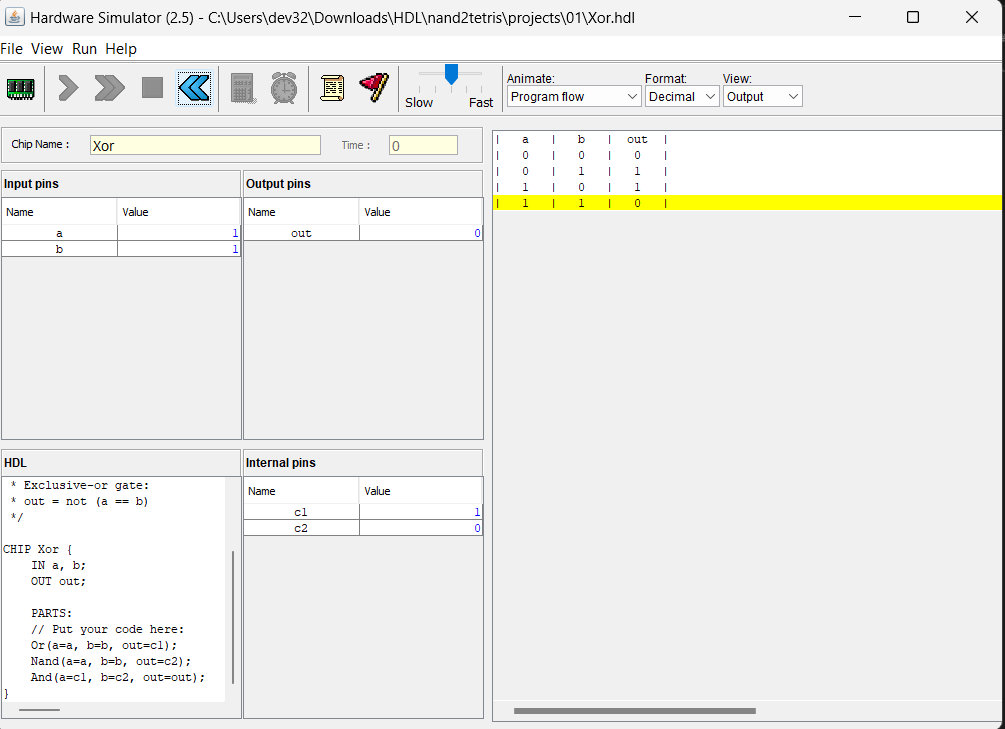 Hardware Simulator (2.5) - C:\Users\dev32\Downloads\HDL\nand2tetris\projects\01\Xor.hdl
File View Run Help
Slow Fast
Animate: Format: View:
Program flow Decimal Output
Chip Name : Xor Time : 0
Input pins
Name Value
a 1
b 1
Output pins
Name Value
out 0
HDL
* Exclusive-or gate:
* out = not (a == b)
*/
CHIP Xor {
IN a, b;
OUT out;
PARTS:
// Put your code here:
Or(a=a, b=b, out=c1);
Nand(a=a, b=b, out=c2);
And(a=c1, b=c2, out=out);
}
Internal pins
Name Value
c1 1
c2 0
| a | b | out |
| 0 | 0 | 0 |
| 0 | 1 | 1 |
| 1 | 0 | 1 |
| 1 | 1 | 0 |